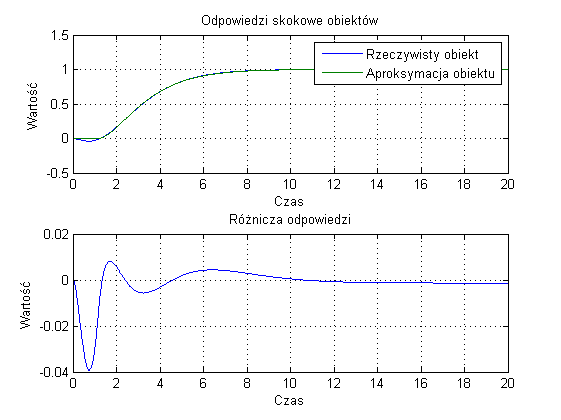 Odpowiedzi skokowe obiektów
1.5
1
0.5
0
-0.5
Wartość
Rzeczywisty obiekt
Aproksymacja obiektu
0 2 4 6 8 10 12 14 16 18 20
Czas
Różnicza odpowiedzi
0.02
0
-0.02
-0.04
Wartość
0 2 4 6 8 10 12 14 16 18 20
Czas